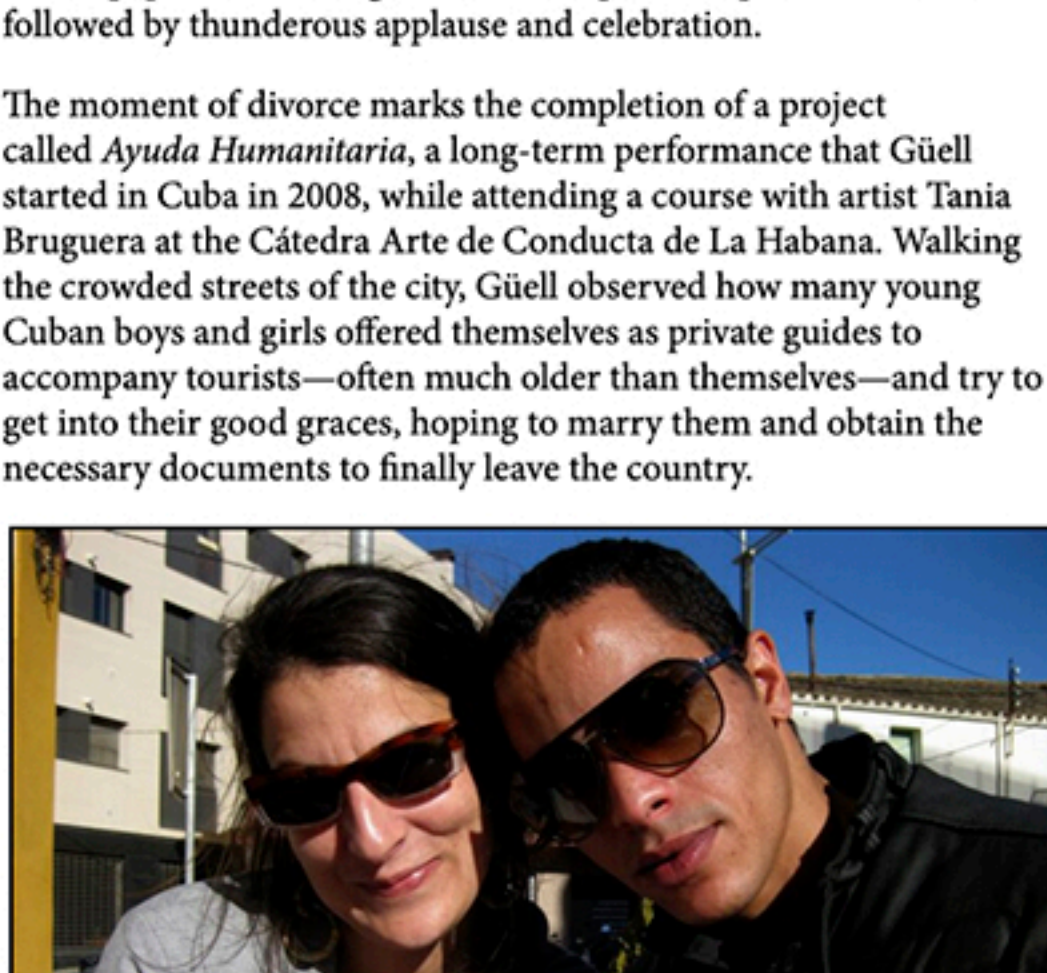 followed by thunderous applause and celebration.
The moment of divorce marks the completion of a project
called Ayuda Humanitaria, a long-term performance that Güell
started in Cuba in 2008, while attending a course with artist Tania
Bruguera at the Cátedra Arte de Conducta de La Habana. Walking
the crowded streets of the city, Güell observed how many young
Cuban boys and girls offered themselves as private guides to
accompany tourists—often much older than themselves—and try to
get into their good graces, hoping to marry them and obtain the
necessary documents to finally leave the country.